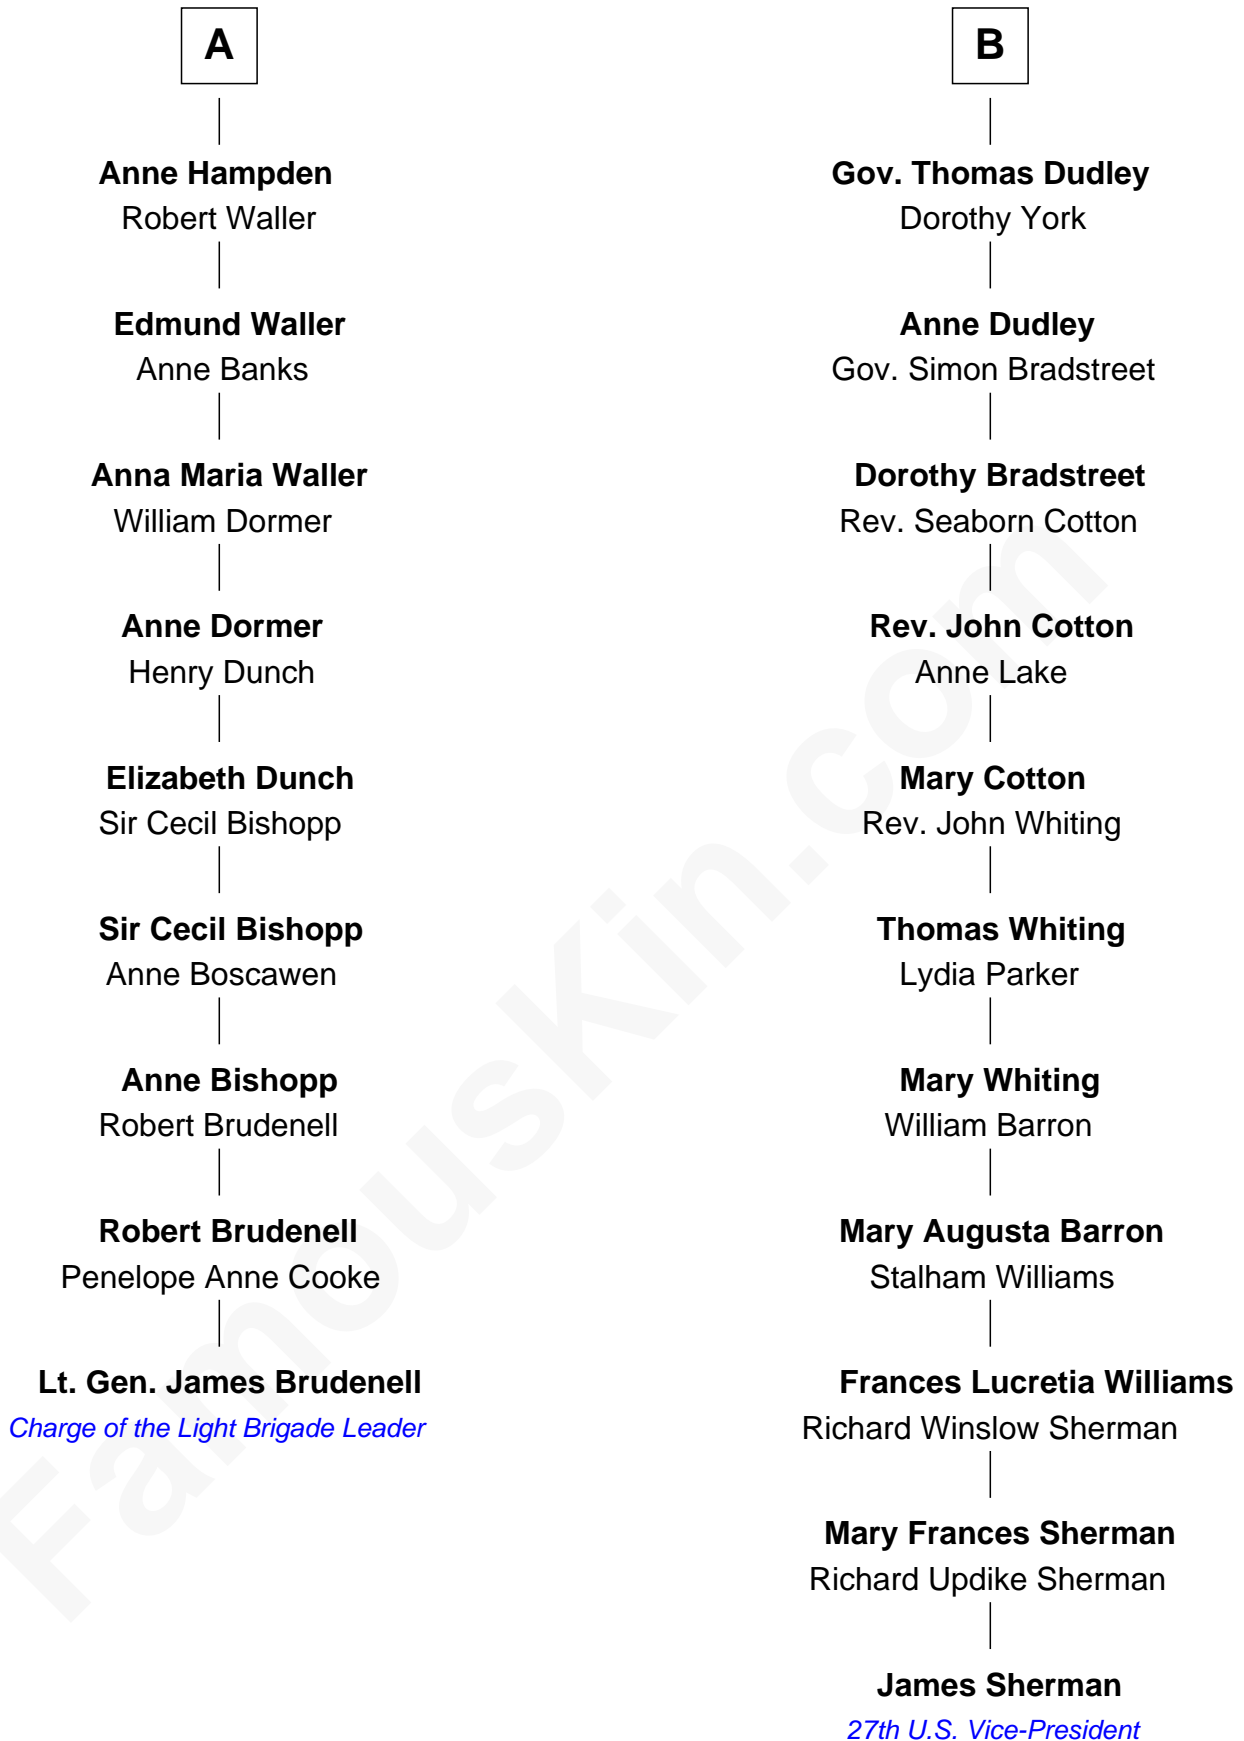 A
Anne Hampden
Robert Waller
Edmund Waller
Anne Banks
Anna Maria Waller
William Dormer
Anne Dormer
Henry Dunch
Elizabeth Dunch
Sir Cecil Bishopp
Sir Cecil Bishopp
Anne Boscawen
Anne Bishopp
Robert Brudenell
Robert Brudenell
Penelope Anne Cooke
Lt. Gen. James Brudenell
Charge of the Light Brigade Leader
B
Gov. Thomas Dudley
Dorothy York
Anne Dudley
Gov. Simon Bradstreet
Dorothy Bradstreet
Rev. Seaborn Cotton
Rev. John Cotton
Anne Lake
Mary Cotton
Rev. John Whiting
Thomas Whiting
Lydia Parker
Mary Whiting
William Barron
Mary Augusta Barron
Stalham Williams
Frances Lucretia Williams
Richard Winslow Sherman
Mary Frances Sherman
Richard Updike Sherman
James Sherman
27th U.S. Vice-President
FamousKin.com